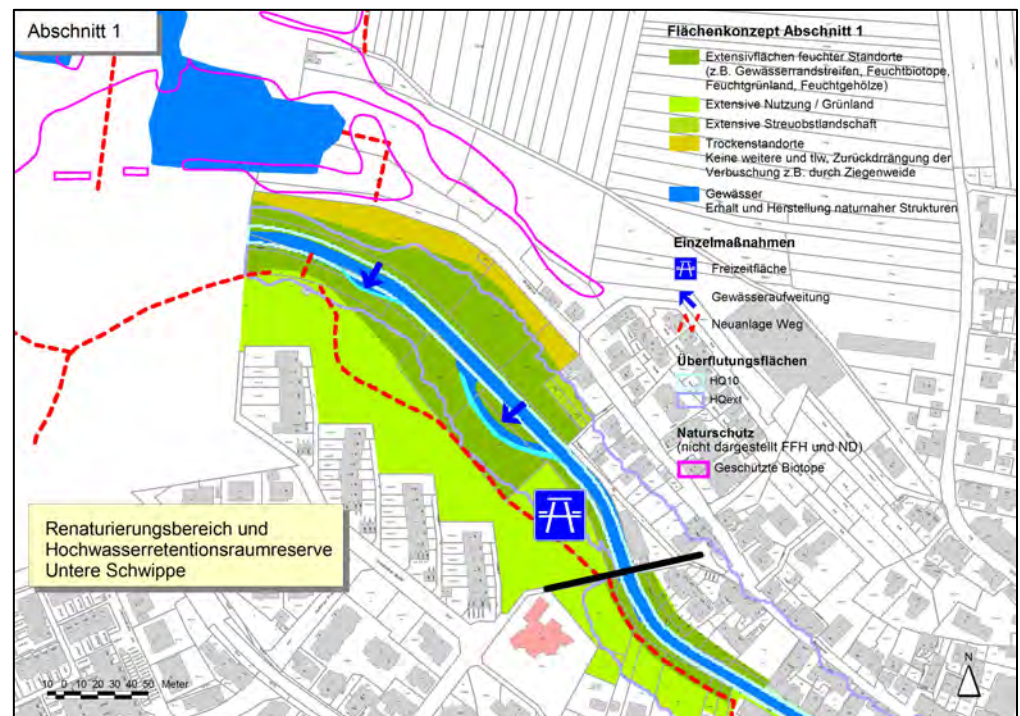 Abschnitt 1
Flächenkonzept Abschnitt 1
Extensivflächen feuchter Standorte
(z.B. Gewässerrandstreifen, Feuchtbiotope,
Feuchtgrünland, Feuchtgehölze)
Extensive Nutzung / Grünland
Extensive Streuobstlandschaft
Trockenstandorte
Keine weitere und tlw. Zurückdrrängung der
Verbuschung z.B. durch Ziegenweide
Gewässer
Erhalt und Herstellung naturnaher Strukturen
Einzelmaßnahmen
Freizeitfläche
Gewässeraufweitung
Neuanlage Weg
Überflutungsflächen
HQ10
HQext
Naturschutz
(nicht dargestellt FFH und ND)
Geschützte Biotope
Renaturierungsbereich und
Hochwasserretentionsraumreserve
Untere Schwippe
10 0 10 20 30 40 50 Meter
N